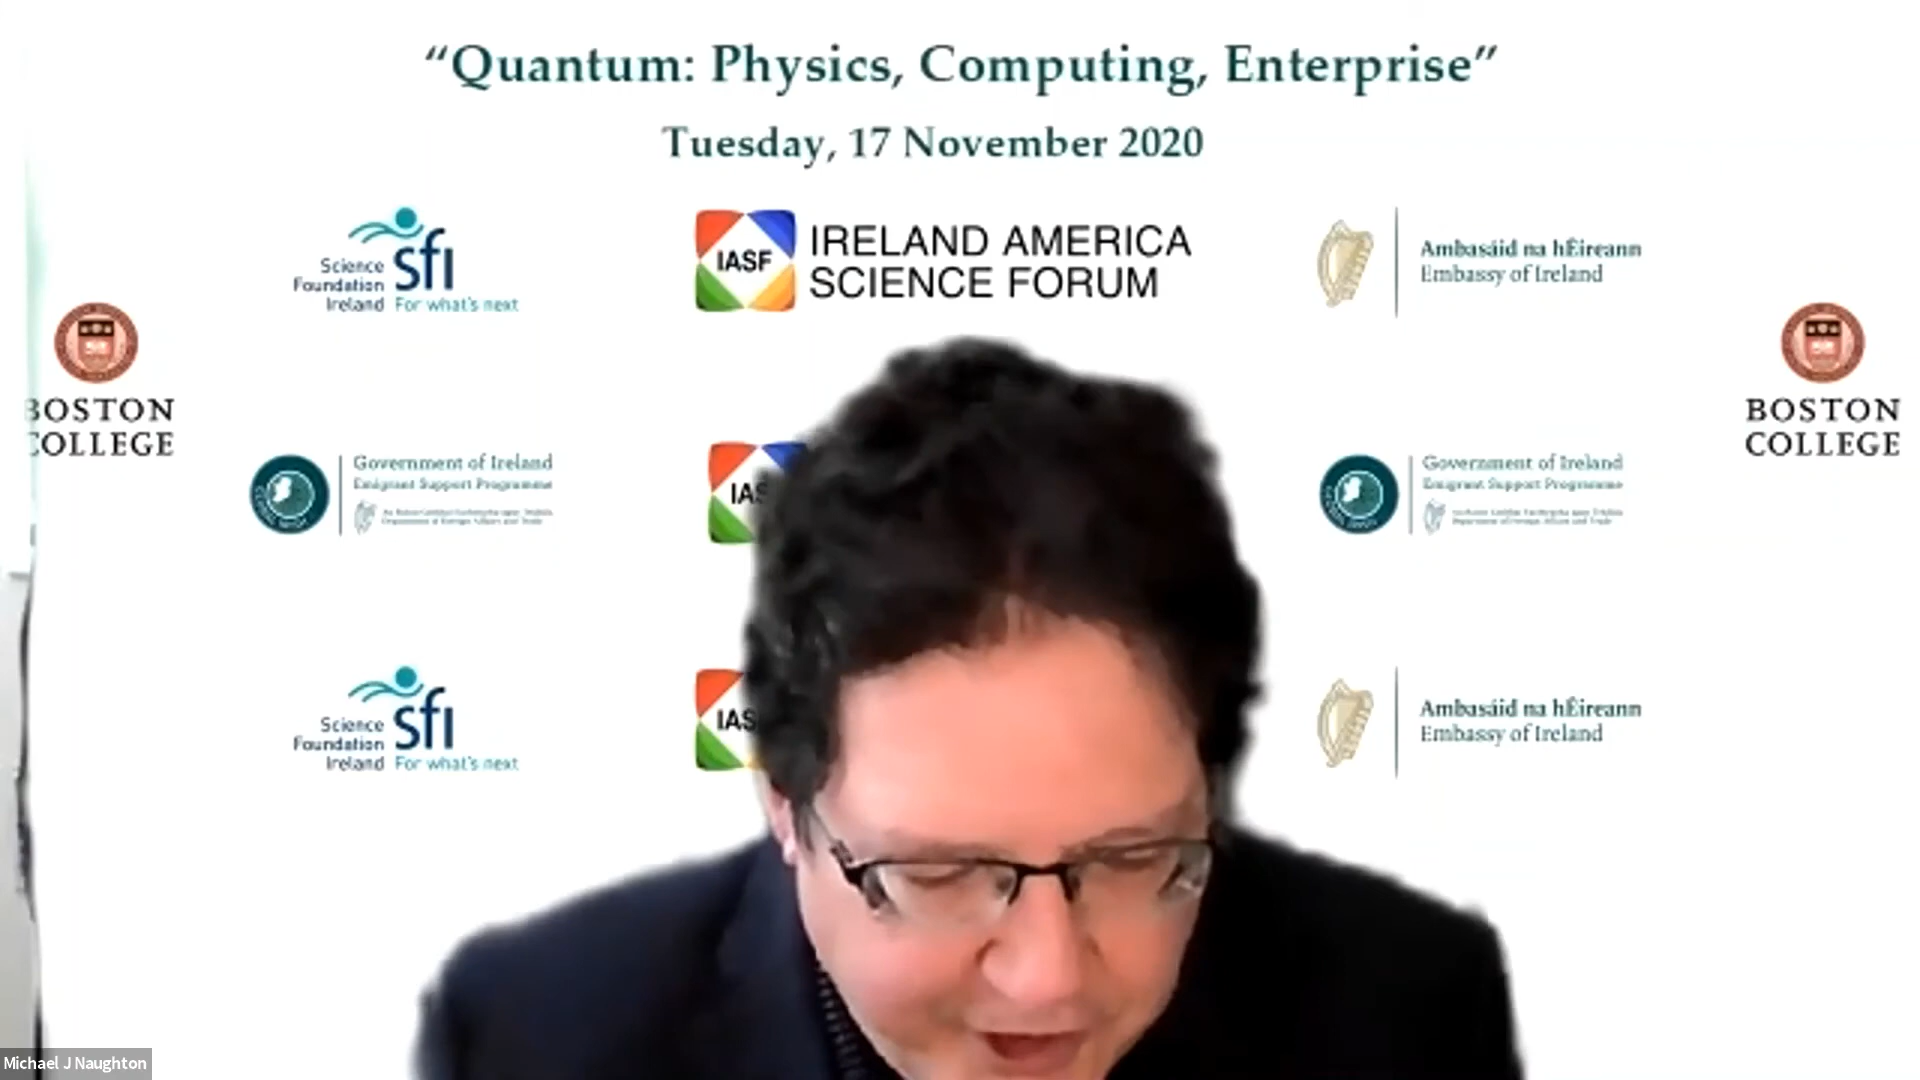 “Quantum: Physics, Computing, Enterprise”
Tuesday, 17 November 2020
Science
Foundation
Ireland
sfi
For what's next
IASF
IRELAND AMERICA
SCIENCE FORUM
Ambasáid na hÉireann
Embassy of Ireland
BOSTON
COLLEGE
BOSTON
COLLEGE
Government of Ireland
Emigrant Support Programme
IAS
Government of Ireland
Emigrant Support Programme
Science
Foundation
Ireland
sfi
For what's next
IAS
Ambasáid na hÉireann
Embassy of Ireland
Michael J Naughton